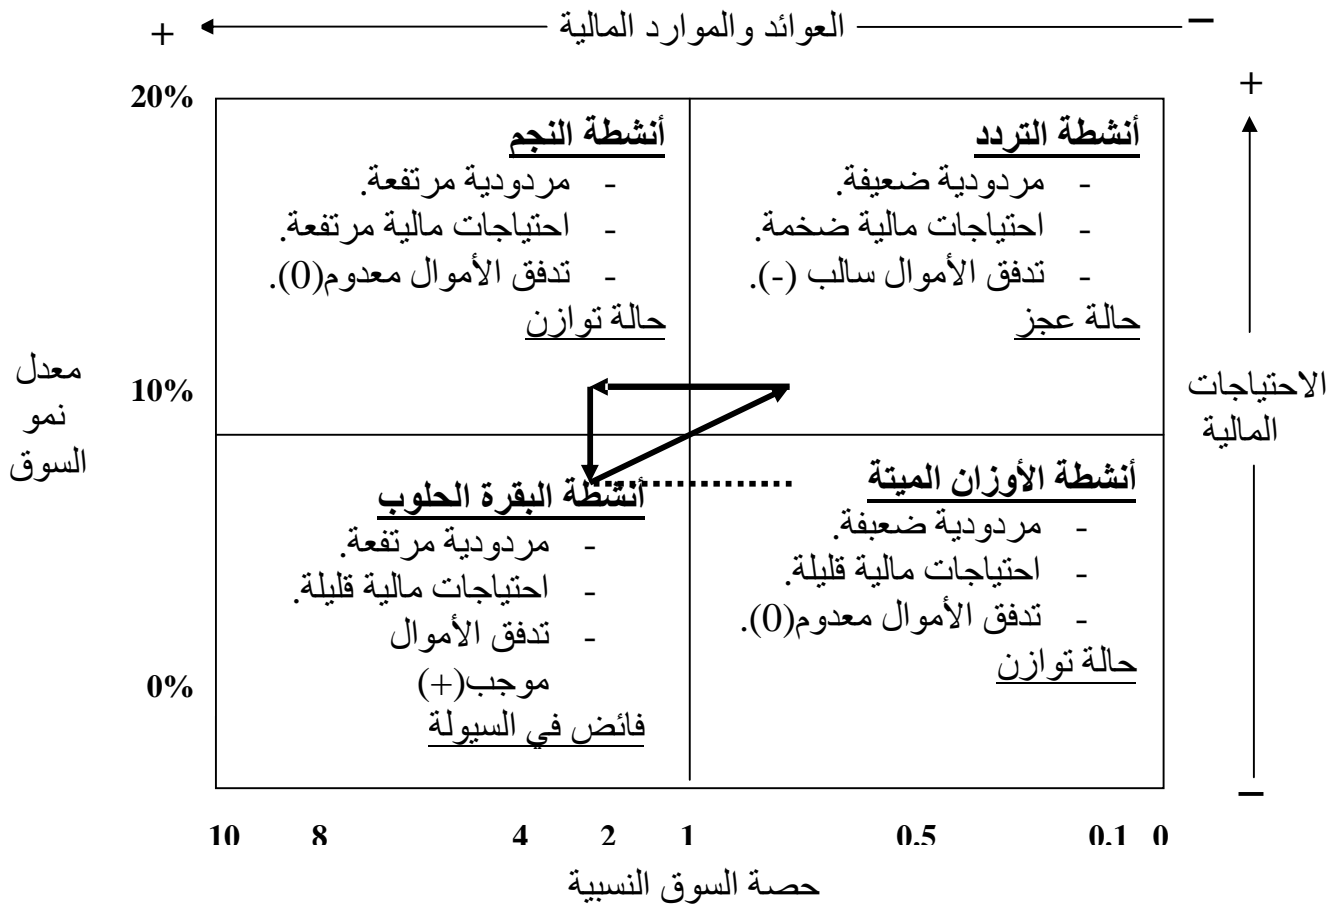 العوائد والموارد المالية
−
+
+
20%
10%
0%
معدل
نمو
السوق
أنشطة التردد
- مردودية ضعيفة.
- احتياجات مالية ضخمة.
- تدفق الأموال سالب (-).
حالة عجز
أنشطة النجم
- مردودية مرتفعة.
- احتياجات مالية مرتفعة.
- تدفق الأموال معدوم(0).
حالة توازن
الاحتياجات
المالية
أنشطة الأوزان الميتة
- مردودية ضعبفة.
- احتياجات مالية قليلة.
- تدفق الأموال معدوم(0).
حالة توازن
أنشطة البقرة الحلوب
- مردودية مرتفعة.
- احتياجات مالية قليلة.
- تدفق الأموال
موجب(+)
فائض في السيولة
−
10 8 4 2 1 0.5 0.1 0
حصة السوق النسبية